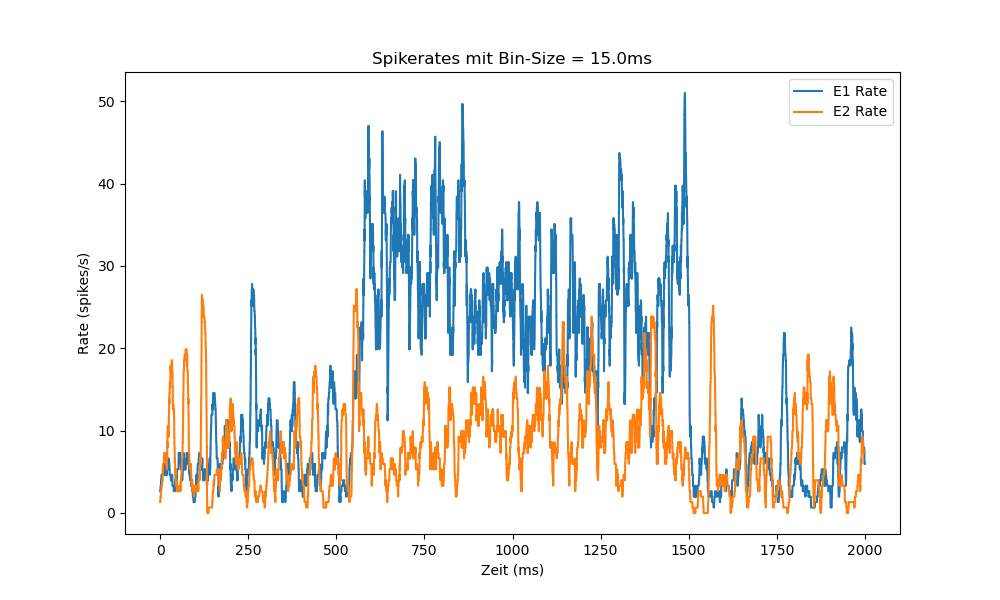 Spikerates mit Bin-Size = 15.0ms
E1 Rate
E2 Rate
Rate (spikes/s)
50
40
30
20
10
0
0 250 500 750 1000 1250 1500 1750 2000
Zeit (ms)